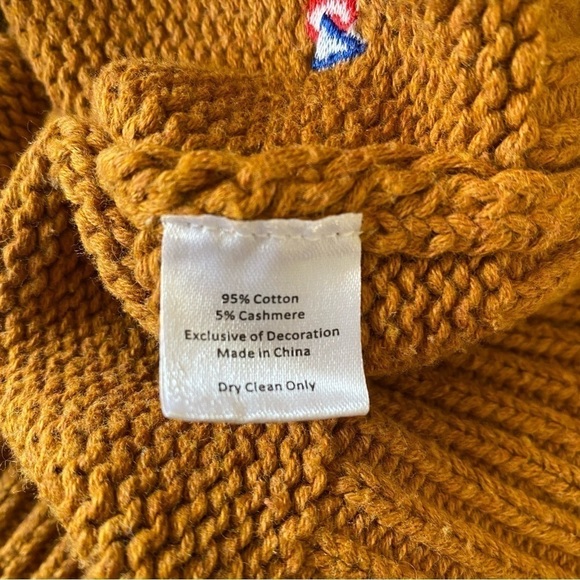 95% Cotton
5% Cashmere
Exclusive of Decoration
Made in China
Dry Clean Only